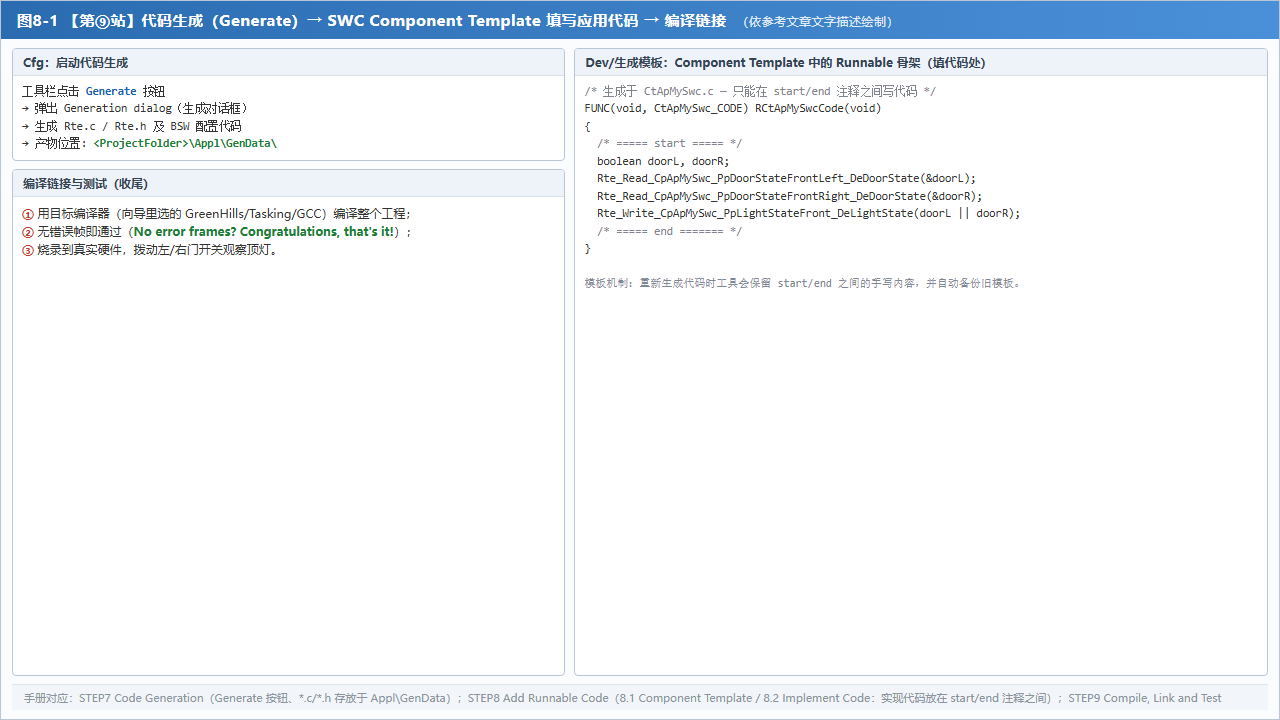 图8-1 【第⑨站】代码生成（Generate）→ SWC Component Template 填写应用代码 → 编译链接 （依参考文章文字描述绘制）
Cfg：启动代码生成
工具栏点击 Generate 按钮
→ 弹出 Generation dialog（生成对话框）
→ 生成 Rte.c / Rte.h 及 BSW 配置代码
→ 产物位置：<ProjectFolder>\Appl\GenData\
编译链接与测试（收尾）
① 用目标编译器（向导里选的 GreenHills/Tasking/GCC）编译整个工程；
② 无错误帧即通过（No error frames? Congratulations, that's it!）；
③ 烧录到真实硬件，拨动左/右门开关观察顶灯。
Dev/生成模板：Component Template 中的 Runnable 骨架（填代码处）
/* 生成于 CtApMySwc.c — 只能在 start/end 注释之间写代码 */
FUNC(void, CtApMySwc_CODE) RCtApMySwcCode(void)
{
/* ===== start ===== */
boolean doorL, doorR;
Rte_Read_CpApMySwc_PpDoorStateFrontLeft_DeDoorState(&doorL);
Rte_Read_CpApMySwc_PpDoorStateFrontRight_DeDoorState(&doorR);
Rte_Write_CpApMySwc_PpLightStateFront_DeLightState(doorL || doorR);
/* ===== end ======= */
}
模板机制：重新生成代码时工具会保留 start/end 之间的手写内容，并自动备份旧模板。
手册对应：STEP7 Code Generation（Generate 按钮、*.c/*.h 存放于 Appl\GenData）；STEP8 Add Runnable Code（8.1 Component Template / 8.2 Implement Code：实现代码放在 start/end 注释之间）；STEP9 Compile, Link and Test